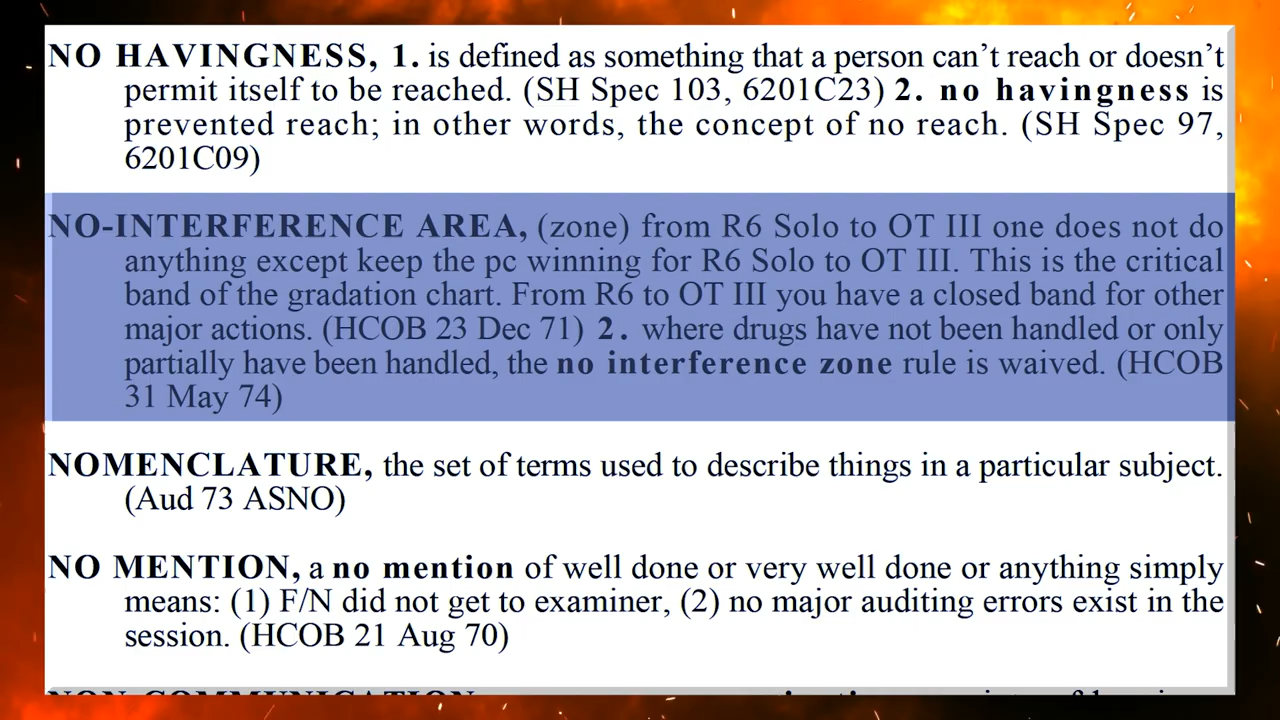 NO HAVINGNESS, 1. is defined as something that a person can’t reach or doesn’t
permit itself to be reached. (SH Spec 103, 6201C23) 2. no havingness is
prevented reach; in other words, the concept of no reach. (SH Spec 97,
6201C09)
NO-INTERFERENCE AREA, (zone) from R6 Solo to OT III one does not do
anything except keep the pc winning for R6 Solo to OT III. This is the critical
band of the gradation chart. From R6 to OT III you have a closed band for other
major actions. (HCOB 23 Dec 71) 2. where drugs have not been handled or only
partially have been handled, the no interference zone rule is waived. (HCOB
31 May 74)
NOMENCLATURE, the set of terms used to describe things in a particular subject.
(Aud 73 ASNO)
NO MENTION, a no mention of well done or very well done or anything simply
means: (1) F/N did not get to examiner, (2) no major auditing errors exist in the
session. (HCOB 21 Aug 70)